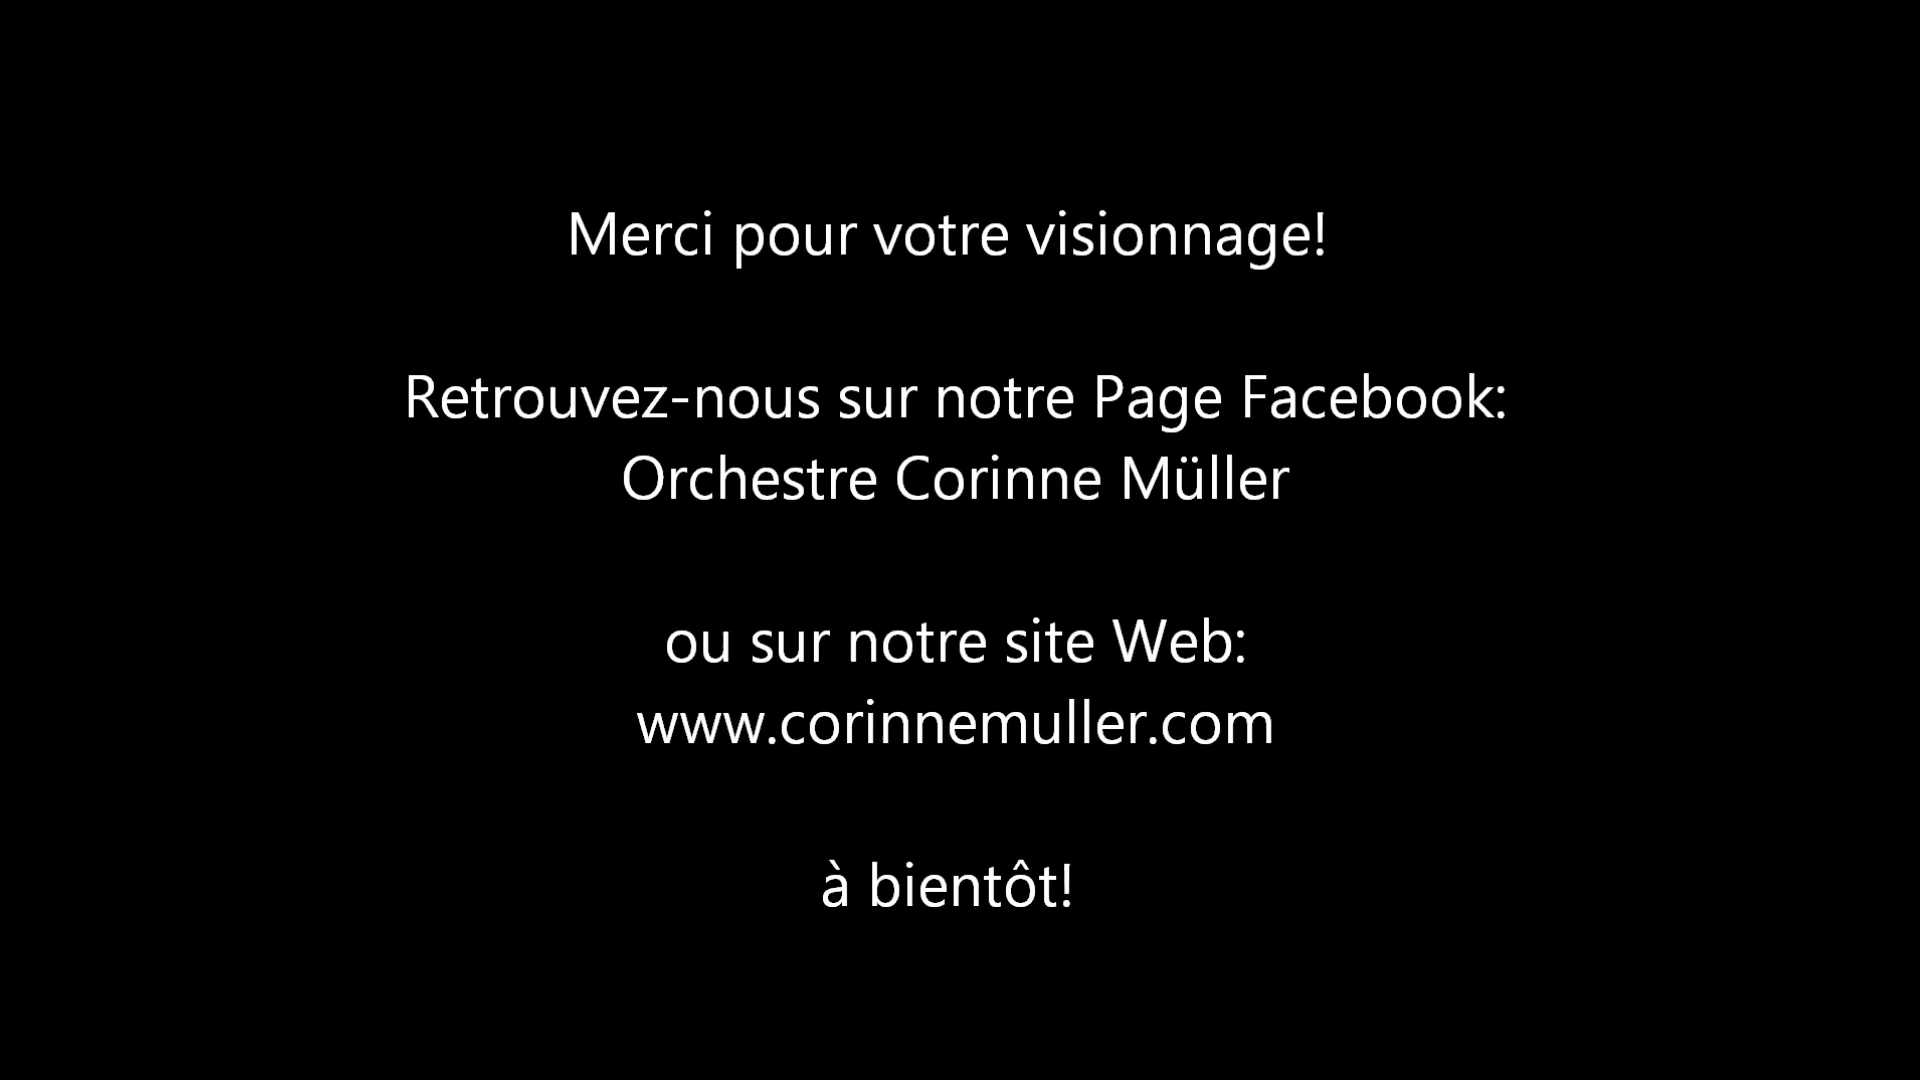 Merci pour votre visionnage!
Retrouvez-nous sur notre Page Facebook:
Orchestre Corinne Müller
ou sur notre site Web:
www.corinnemuller.com
à bientôt!